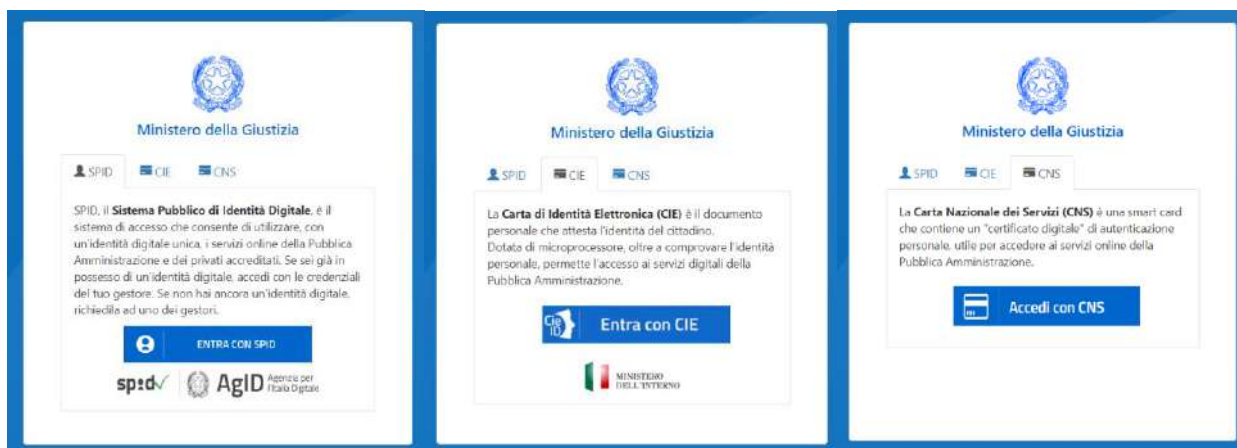 Ministero della Giustizia
SPID
CIE
CNS
SPID, il Sistema Pubblico di Identità Digitale, è il
sistema di accesso che consente di utilizzare, con
un'identità digitale unica, i servizi online della Pubblica
Amministrazione e dei privati accreditati. Se sei già in
possesso di un'identità digitale, accedi con le credenziali
del tuo gestore. Se non hai ancora un'identità digitale,
richiedila ad uno dei gestori.
ENTRA CON SPID
spid
AgID
Agenzia per
l'Italia Digitale
Ministero della Giustizia
SPID
CIE
CNS
La Carta di Identità Elettronica (CIE) è il documento
personale che attesta l'identità del cittadino.
Dotata di microprocessore, oltre a comprovare l'identità
personale, permette l'accesso ai servizi digitali della
Pubblica Amministrazione.
Cie
ID
Entra con CIE
MINISTERO
DELL'INTERNO
Ministero della Giustizia
SPID
CIE
CNS
La Carta Nazionale dei Servizi (CNS) è una smart card
che contiene un "certificato digitale" di autenticazione
personale, utile per accedere ai servizi online della
Pubblica Amministrazione.
Accedi con CNS